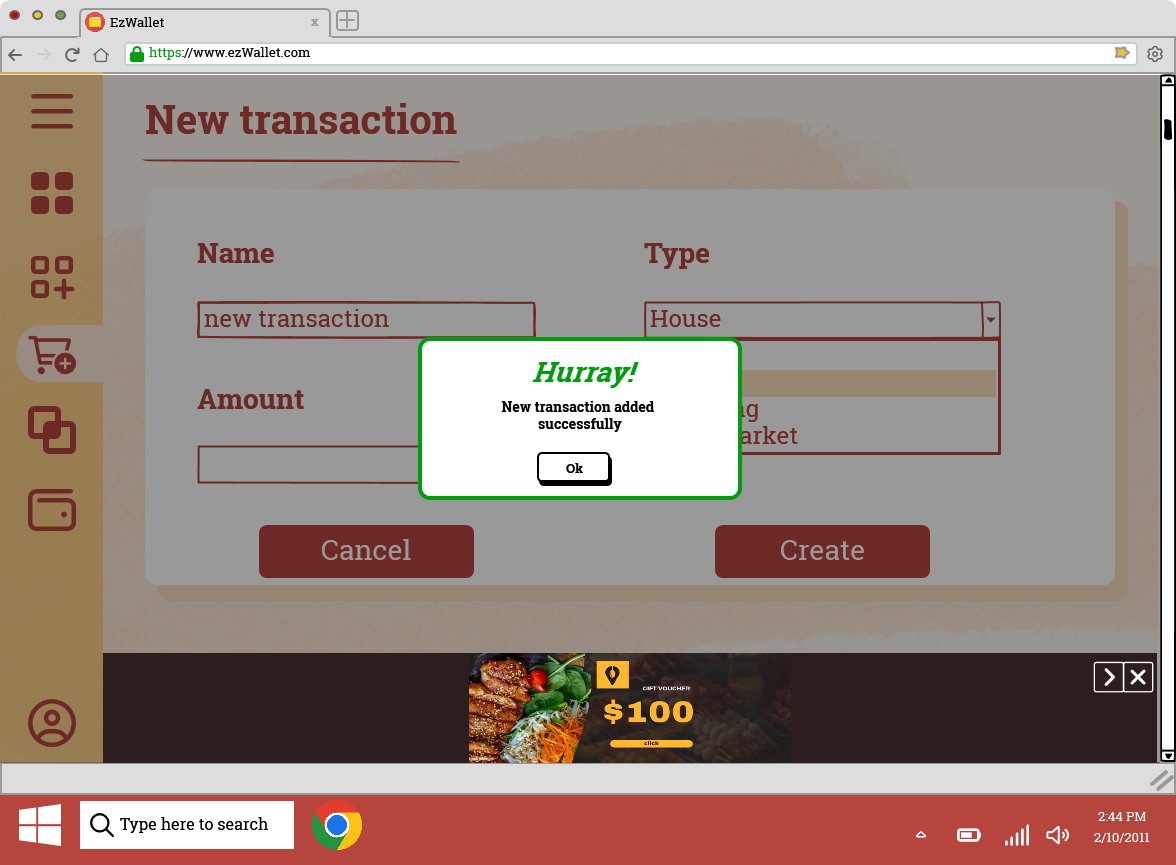 EzWallet
x
https://www.ezWallet.com
New transaction
Name
Type
new transaction
House
Hurray!
New transaction added
successfully
Ok
ng
arket
Amount
Cancel
Create
GIFT VOUCHER
$100
click
Type here to search
2:44 PM
2/10/2011